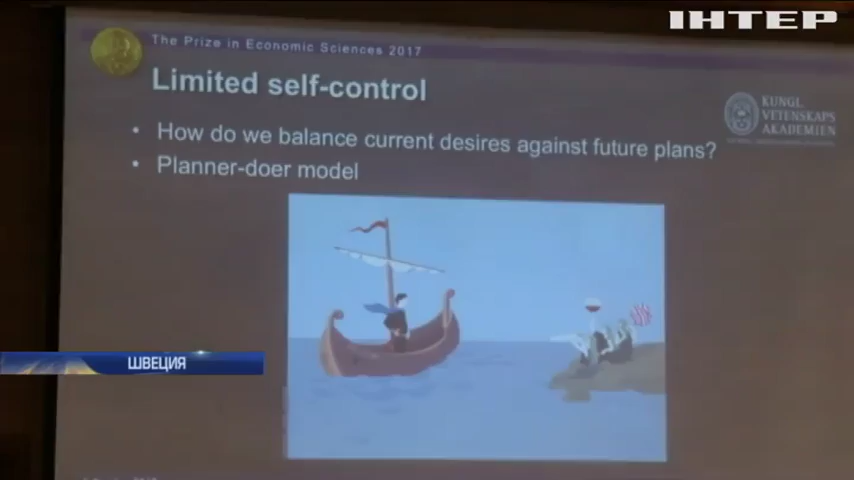 ІНТЕР
The Prize in Economic Sciences 2017
Limited self-control
KUNGL.
VETENSKAPS
AKADEMIEN
• How do we balance current desires against future plans?
• Planner-doer model
ШВЕЦИЯ